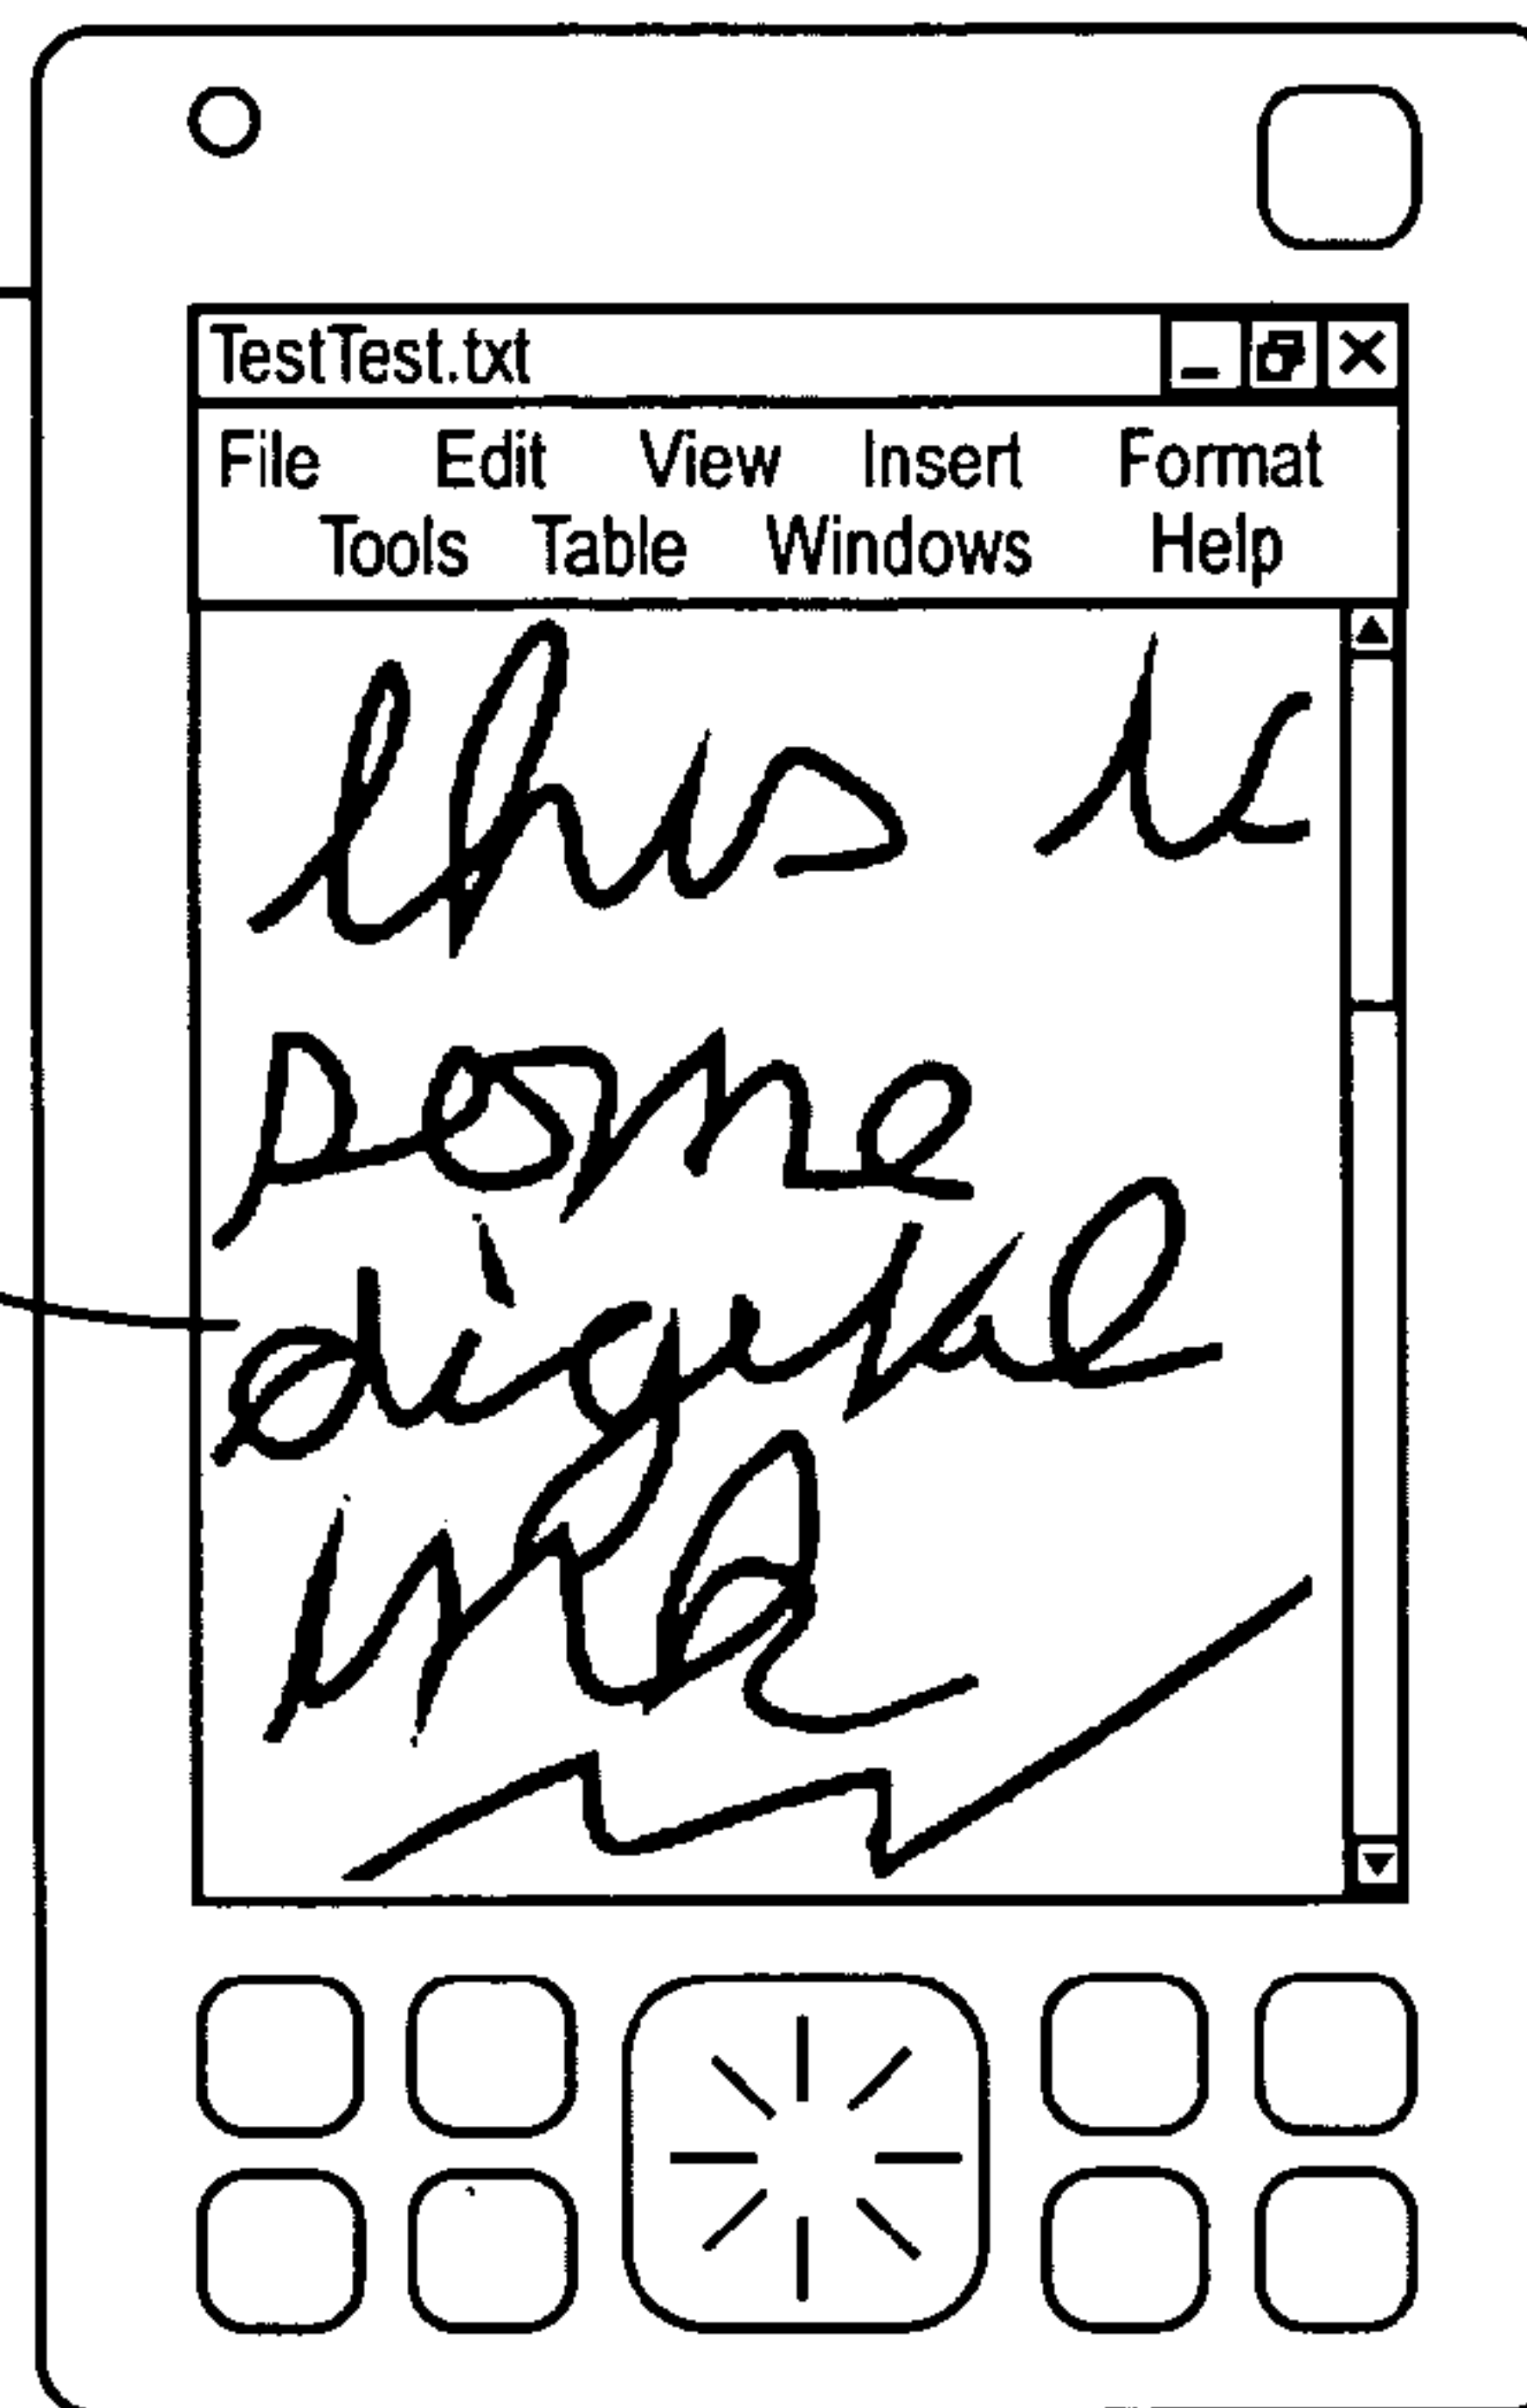 TestTest.txt
File Edit View Insert Format
Tools Table Windows Help
this is
some
digital
ink